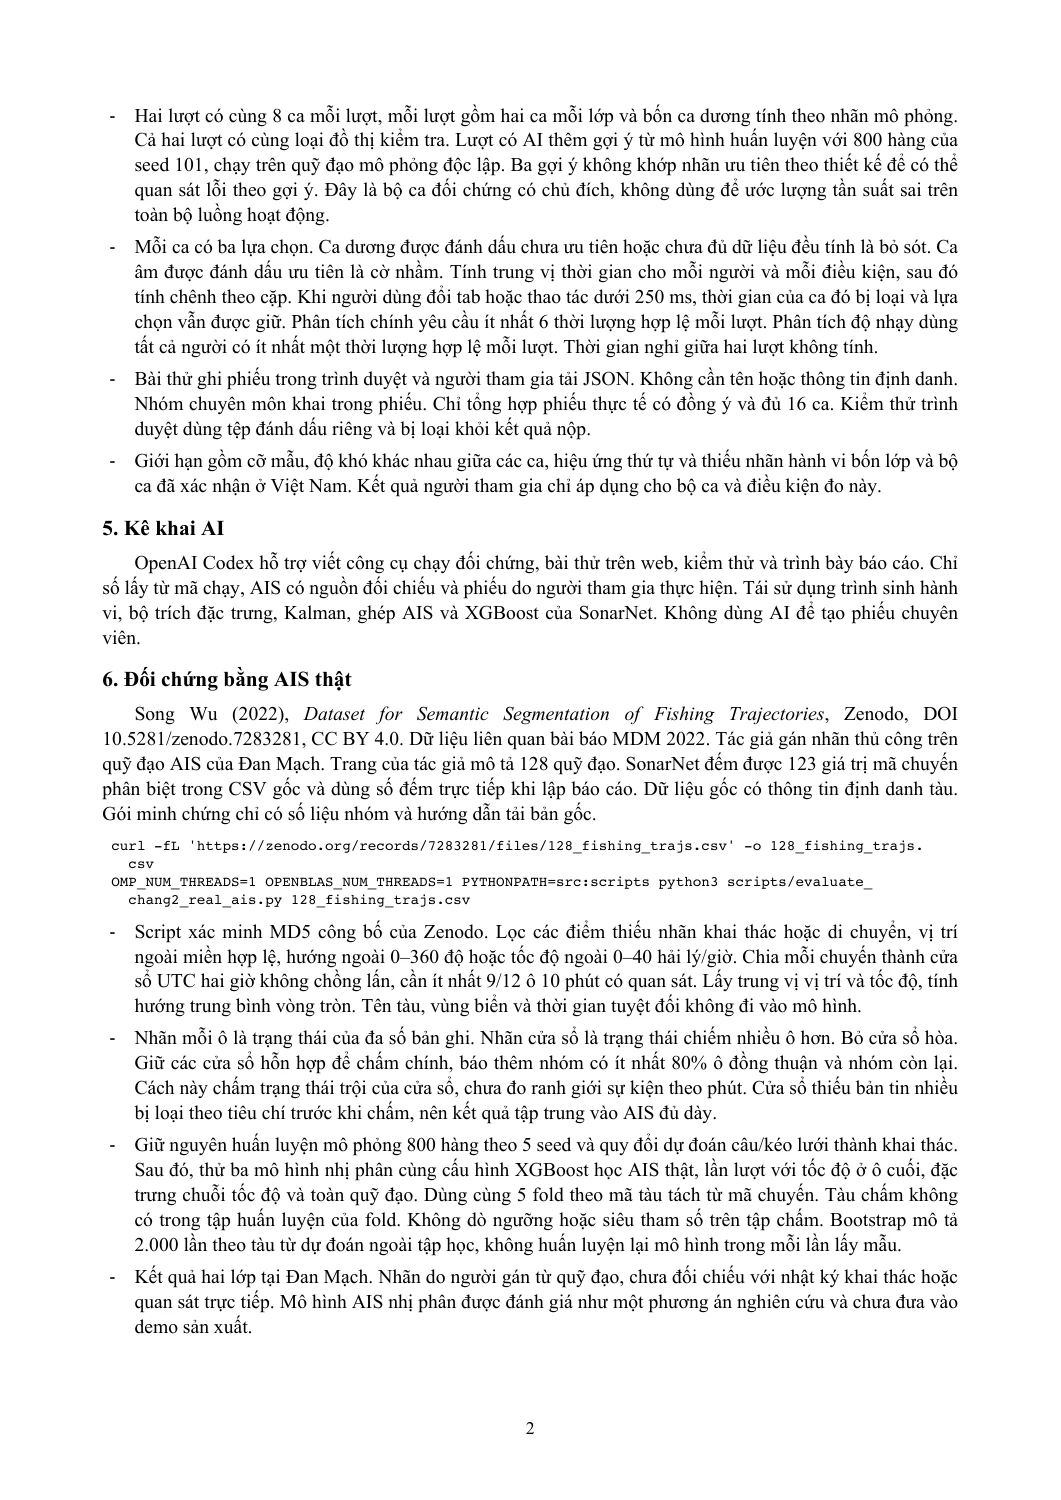 - Hai lượt có cùng 8 ca mỗi lượt, mỗi lượt gồm hai ca mỗi lớp và bốn ca dương tính theo nhãn mô phỏng.
Cả hai lượt có cùng loại đồ thị kiểm tra. Lượt có AI thêm gợi ý từ mô hình huấn luyện với 800 hàng của
seed 101, chạy trên quỹ đạo mô phỏng độc lập. Ba gợi ý không khớp nhãn ưu tiên theo thiết kế để có thể
quan sát lỗi theo gợi ý. Đây là bộ ca đối chứng có chủ đích, không dùng để ước lượng tần suất sai trên
toàn bộ luồng hoạt động.
- Mỗi ca có ba lựa chọn. Ca dương được đánh dấu chưa ưu tiên hoặc chưa đủ dữ liệu đều tính là bỏ sót. Ca
âm được đánh dấu ưu tiên là cờ nhầm. Tính trung vị thời gian cho mỗi người và mỗi điều kiện, sau đó
tính chênh theo cặp. Khi người dùng đổi tab hoặc thao tác dưới 250 ms, thời gian của ca đó bị loại và lựa
chọn vẫn được giữ. Phân tích chính yêu cầu ít nhất 6 thời lượng hợp lệ mỗi lượt. Phân tích độ nhạy dùng
tất cả người có ít nhất một thời lượng hợp lệ mỗi lượt. Thời gian nghỉ giữa hai lượt không tính.
- Bài thử ghi phiếu trong trình duyệt và người tham gia tải JSON. Không cần tên hoặc thông tin định danh.
Nhóm chuyên môn khai trong phiếu. Chỉ tổng hợp phiếu thực tế có đồng ý và đủ 16 ca. Kiểm thử trình
duyệt dùng tệp đánh dấu riêng và bị loại khỏi kết quả nộp.
- Giới hạn gồm cỡ mẫu, độ khó khác nhau giữa các ca, hiệu ứng thứ tự và thiếu nhãn hành vi bốn lớp và bộ
ca đã xác nhận ở Việt Nam. Kết quả người tham gia chỉ áp dụng cho bộ ca và điều kiện đo này.
5. Kê khai AI
OpenAI Codex hỗ trợ viết công cụ chạy đối chứng, bài thử trên web, kiểm thử và trình bày báo cáo. Chỉ
số lấy từ mã chạy, AIS có nguồn đối chiếu và phiếu do người tham gia thực hiện. Tái sử dụng trình sinh hành
vi, bộ trích đặc trưng, Kalman, ghép AIS và XGBoost của SonarNet. Không dùng AI để tạo phiếu chuyên
viên.
6. Đối chứng bằng AIS thật
Song Wu (2022), Dataset for Semantic Segmentation of Fishing Trajectories, Zenodo, DOI
10.5281/zenodo.7283281, CC BY 4.0. Dữ liệu liên quan bài báo MDM 2022. Tác giả gán nhãn thủ công trên
quỹ đạo AIS của Đan Mạch. Trang của tác giả mô tả 128 quỹ đạo. SonarNet đếm được 123 giá trị mã chuyến
phân biệt trong CSV gốc và dùng số đếm trực tiếp khi lập báo cáo. Dữ liệu gốc có thông tin định danh tàu.
Gói minh chứng chỉ có số liệu nhóm và hướng dẫn tải bản gốc.
curl -fL 'https://zenodo.org/records/7283281/files/128_fishing_trajs.csv' -o 128_fishing_trajs.
csv
OMP_NUM_THREADS=1 OPENBLAS_NUM_THREADS=1 PYTHONPATH=src:scripts python3 scripts/evaluate_
chang2_real_ais.py 128_fishing_trajs.csv
- Script xác minh MD5 công bố của Zenodo. Lọc các điểm thiếu nhãn khai thác hoặc di chuyển, vị trí
ngoài miền hợp lệ, hướng ngoài 0–360 độ hoặc tốc độ ngoài 0–40 hải lý/giờ. Chia mỗi chuyến thành cửa
sổ UTC hai giờ không chồng lấn, cần ít nhất 9/12 ô 10 phút có quan sát. Lấy trung vị vị trí và tốc độ, tính
hướng trung bình vòng tròn. Tên tàu, vùng biển và thời gian tuyệt đối không đi vào mô hình.
- Nhãn mỗi ô là trạng thái của đa số bản ghi. Nhãn cửa sổ là trạng thái chiếm nhiều ô hơn. Bỏ cửa sổ hòa.
Giữ các cửa sổ hỗn hợp để chấm chính, báo thêm nhóm có ít nhất 80% ô đồng thuận và nhóm còn lại.
Cách này chấm trạng thái trội của cửa sổ, chưa đo ranh giới sự kiện theo phút. Cửa sổ thiếu bản tin nhiều
bị loại theo tiêu chí trước khi chấm, nên kết quả tập trung vào AIS đủ dày.
- Giữ nguyên huấn luyện mô phỏng 800 hàng theo 5 seed và quy đổi dự đoán câu/kéo lưới thành khai thác.
Sau đó, thử ba mô hình nhị phân cùng cấu hình XGBoost học AIS thật, lần lượt với tốc độ ở ô cuối, đặc
trưng chuỗi tốc độ và toàn quỹ đạo. Dùng cùng 5 fold theo mã tàu tách từ mã chuyến. Tàu chấm không
có trong tập huấn luyện của fold. Không dò ngưỡng hoặc siêu tham số trên tập chấm. Bootstrap mô tả
2.000 lần theo tàu từ dự đoán ngoài tập học, không huấn luyện lại mô hình trong mỗi lần lấy mẫu.
- Kết quả hai lớp tại Đan Mạch. Nhãn do người gán từ quỹ đạo, chưa đối chiếu với nhật ký khai thác hoặc
quan sát trực tiếp. Mô hình AIS nhị phân được đánh giá như một phương án nghiên cứu và chưa đưa vào
demo sản xuất.
2